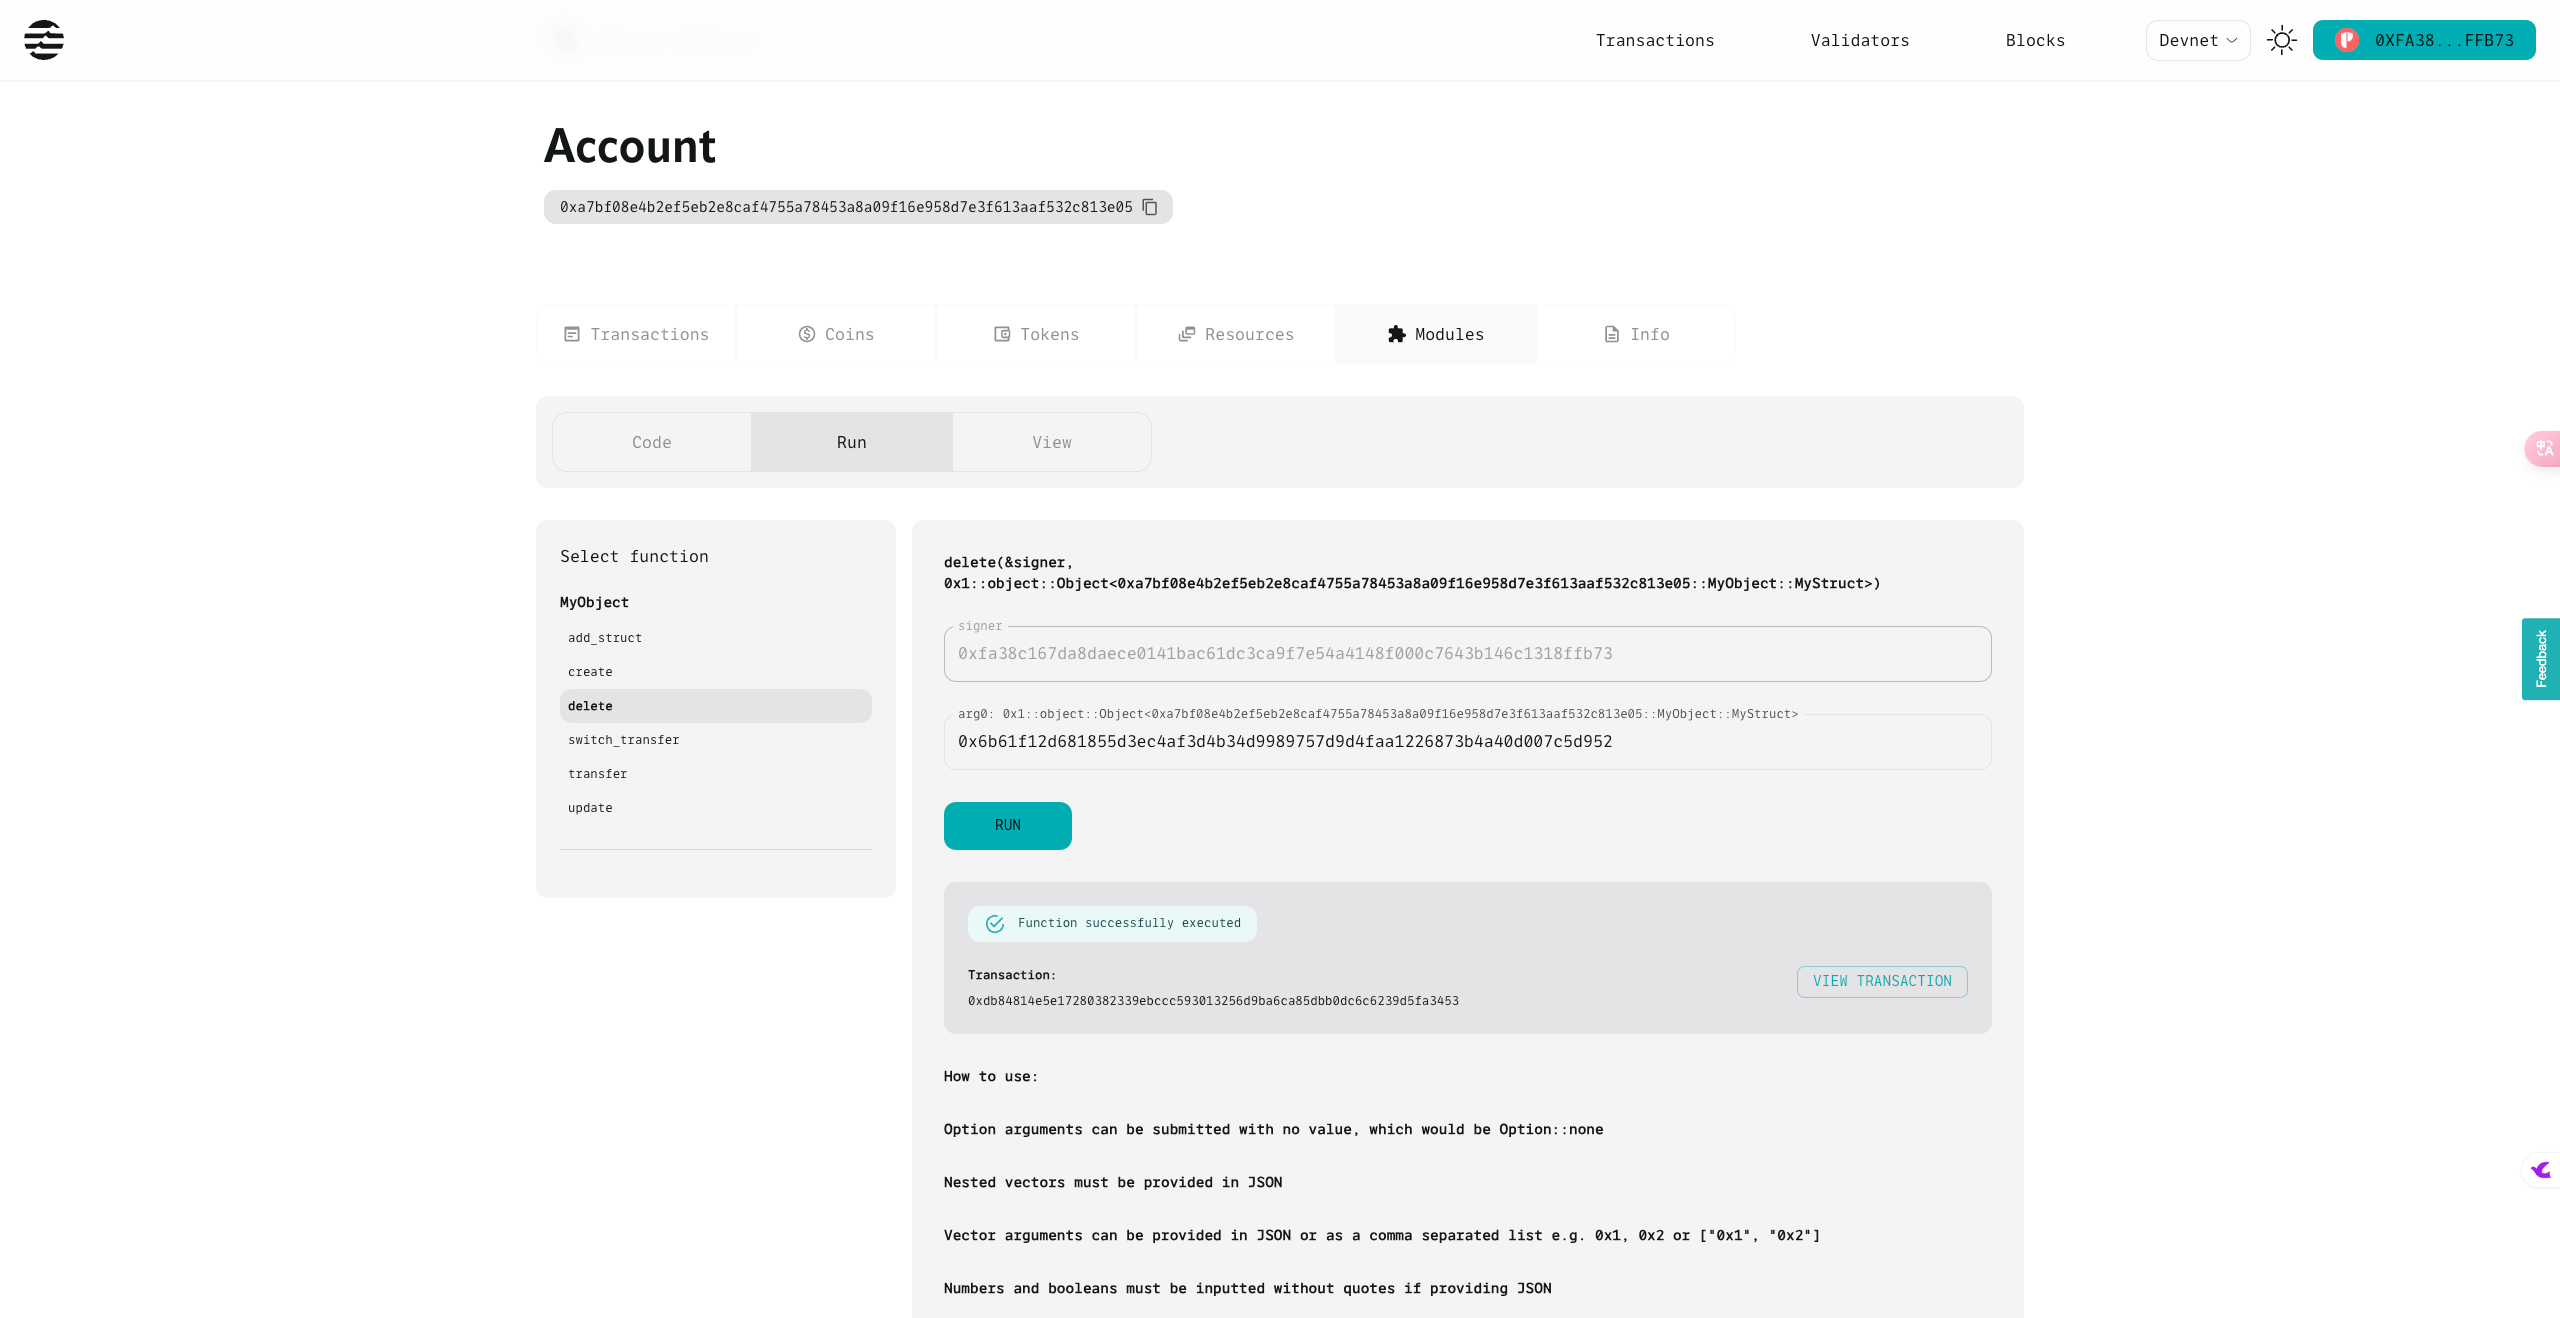 Transactions
Validators
Blocks
Devnet
0XFA38...FFB73
Account
0xa7bf08e4b2ef5eb2e8caf4755a78453a8a09f16e958d7e3f613aaf532c813e05
Transactions
Coins
Tokens
Resources
Modules
Info
Code
Run
View
Select function
MyObject
add_struct
create
delete
switch_transfer
transfer
update
delete(&signer,
0x1::object::Object<0xa7bf08e4b2ef5eb2e8caf4755a78453a8a09f16e958d7e3f613aaf532c813e05::MyObject::MyStruct>)
signer
0xfa38c167da8daece0141bac61dc3ca9f7e54a4148f000c7643b146c1318ffb73
arg0: 0x1::object::Object<0xa7bf08e4b2ef5eb2e8caf4755a78453a8a09f16e958d7e3f613aaf532c813e05::MyObject::MyStruct>
0x6b61f12d681855d3ec4af3d4b34d9989757d9d4faa1226873b4a40d007c5d952
RUN
Function successfully executed
Transaction:
0xdb84814e5e17280382339ebccc593013256d9ba6ca85dbb0dc6c6239d5fa3453
VIEW TRANSACTION
How to use:
Option arguments can be submitted with no value, which would be Option::none
Nested vectors must be provided in JSON
Vector arguments can be provided in JSON or as a comma separated list e.g. 0x1, 0x2 or ["0x1", "0x2"]
Numbers and booleans must be inputted without quotes if providing JSON
Feedback